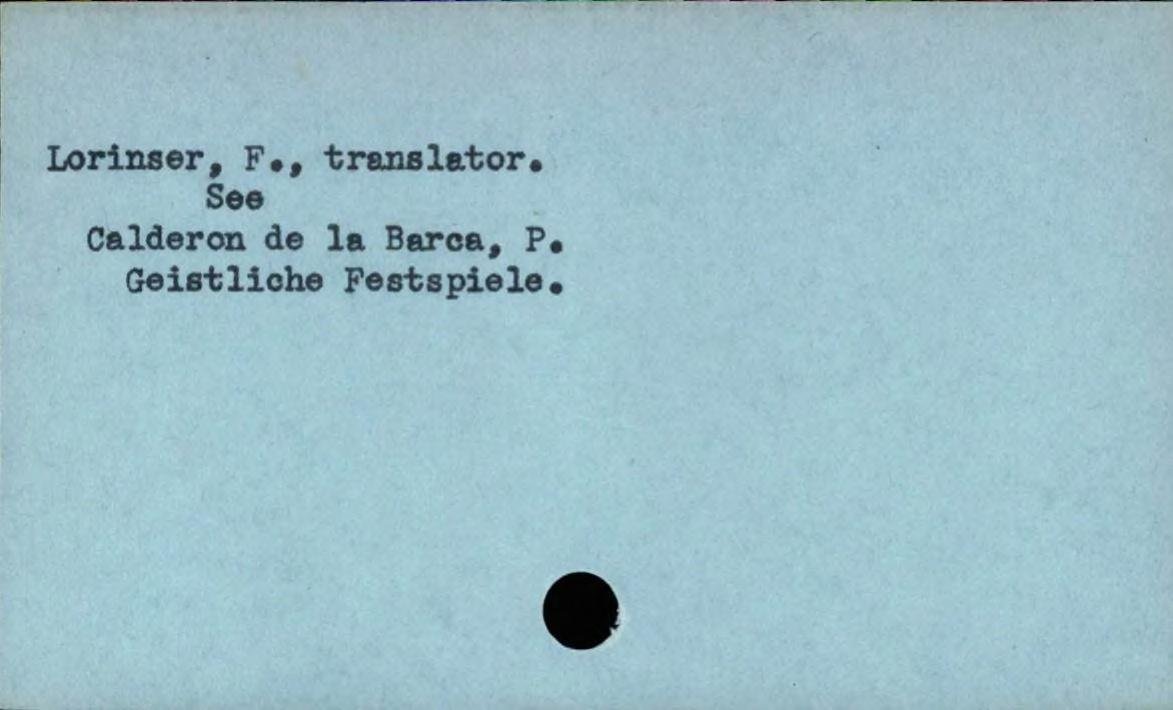 Lorinser, F., translator.
See
Calderon de la Barca, P.
Geistliche Festspiele.